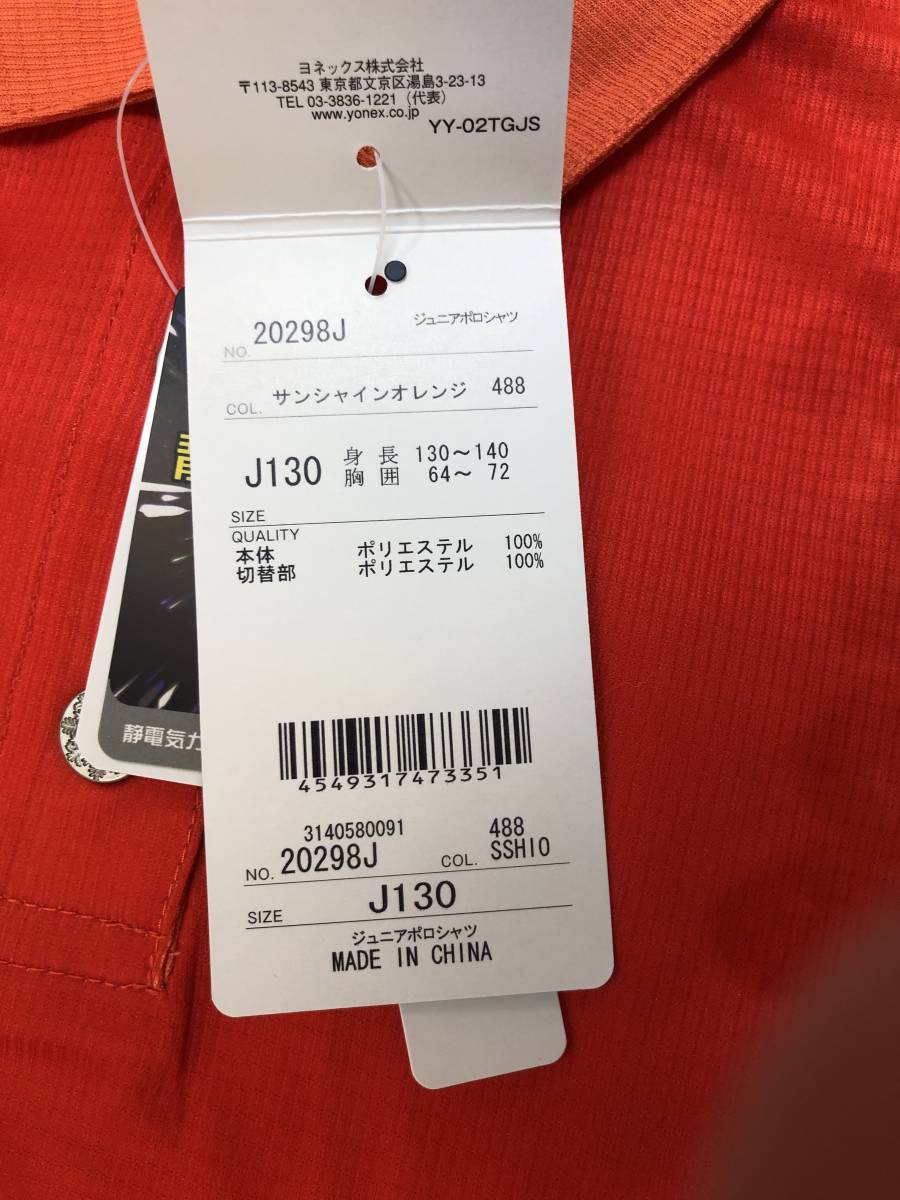 ヨネックス株式会社
〒113-8543 東京都文京区湯島3-23-13
TEL 03-3836-1221（代表）
www.yonex.co.jp
YY-02TGJS
NO. 20298J ジュニアポロシャツ
COL. サンシャインオレンジ 488
J130 身長 130〜140
胸囲 64〜 72
SIZE
QUALITY
本体 ポリエステル 100%
切替部 ポリエステル 100%
静電気
4549317473351
3140580091 488
NO. 20298J COL. SSHIO
SIZE J130
ジュニアポロシャツ
MADE IN CHINA